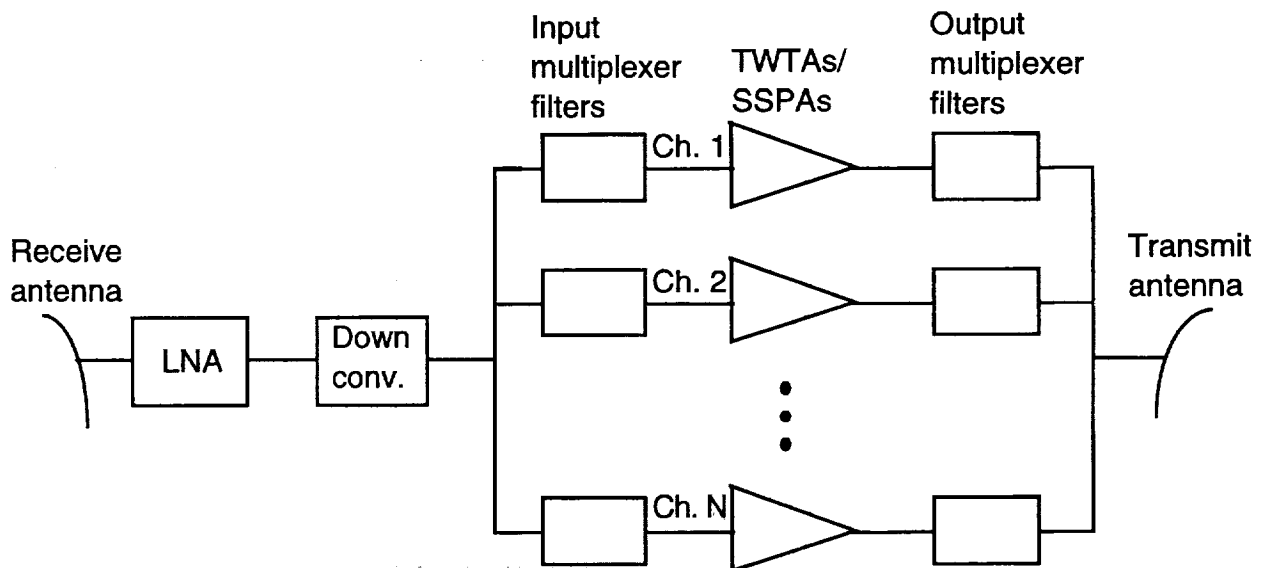 Input
multiplexer
filters
TWTAs/
SSPAs
Output
multiplexer
filters
Ch. 1
Receive
antenna
Transmit
antenna
Ch. 2
LNA
Down
conv.
Ch. N